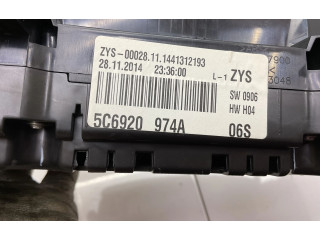 ZYS-00028.11.1441312193
28.11.2014 23:36:00 L-1 ZYS
SW 0906
HW H04
5C6920 974A 06S